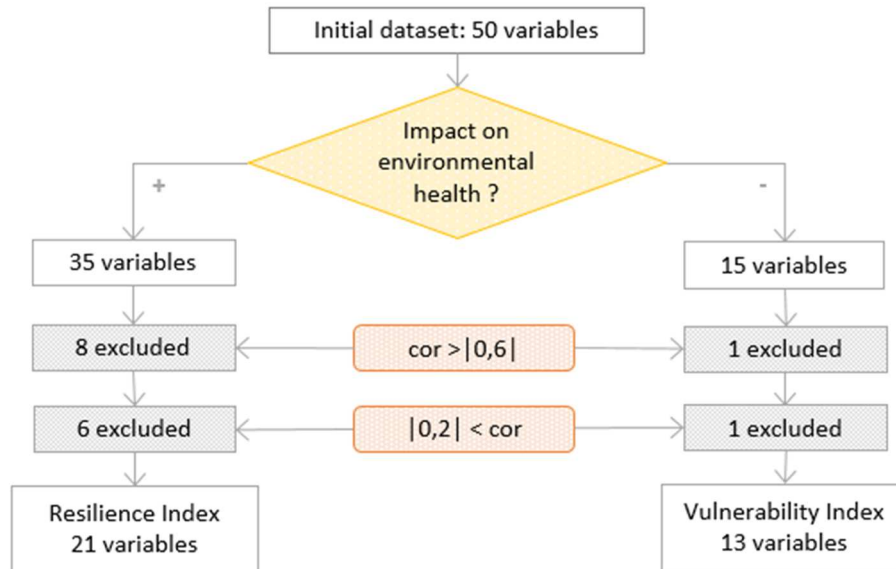 Initial dataset: 50 variables
Impact on
environmental
health ?
+
-
35 variables
15 variables
8 excluded
cor >|0,6|
1 excluded
6 excluded
|0,2| < cor
1 excluded
Resilience Index
21 variables
Vulnerability Index
13 variables